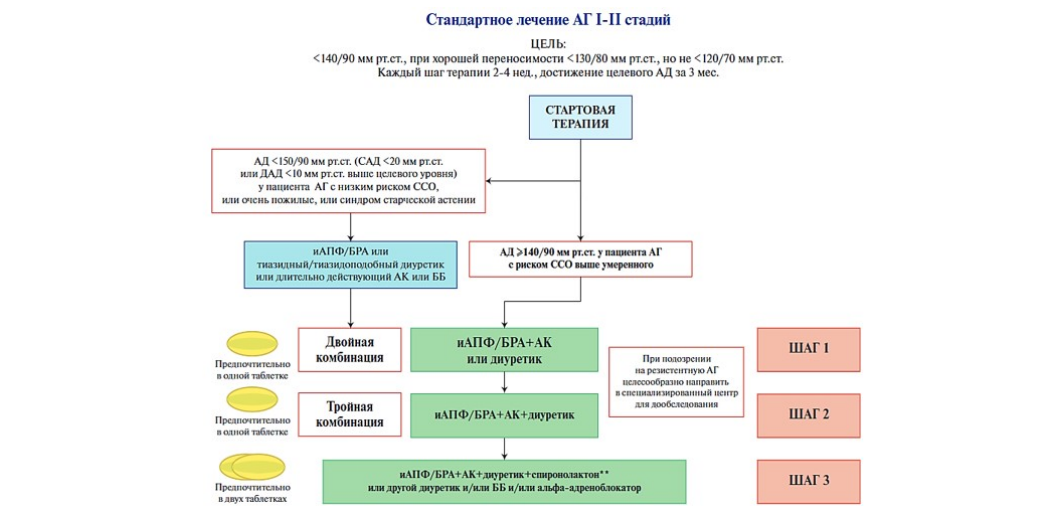 Стандартное лечение АГ I-II стадий
ЦЕЛЬ:
<140/90 мм рт.ст., при хорошей переносимости <130/80 мм рт.ст., но не <120/70 мм рт.ст.
Каждый шаг терапии 2-4 нед., достижение целевого АД за 3 мес.
СТАРТОВАЯ
ТЕРАПИЯ
АД <150/90 мм рт.ст. (САД <20 мм рт.ст.
или ДАД <10 мм рт.ст. выше целевого уровня)
у пациента АГ с низким риском ССО,
или очень пожилые, или синдром старческой астении
иАПФ/БРА или
тиазидный/тиазидоподобный диуретик
или длительно действующий АК или ББ
АД ⩾140/90 мм рт.ст. у пациента АГ
с риском ССО выше умеренного
Предпочтительно
в одной таблетке
Двойная
комбинация
иАПФ/БРА+АК
или диуретик
При подозрении
на резистентную АГ
целесообразно направить
в специализированный центр
для дообследования
ШАГ 1
Предпочтительно
в одной таблетке
Тройная
комбинация
иАПФ/БРА+АК+диуретик
ШАГ 2
Предпочтительно
в двух таблетках
иАПФ/БРА+АК+диуретик+спиронолактон**
или другой диуретик и/или ББ и/или альфа-адреноблокатор
ШАГ 3